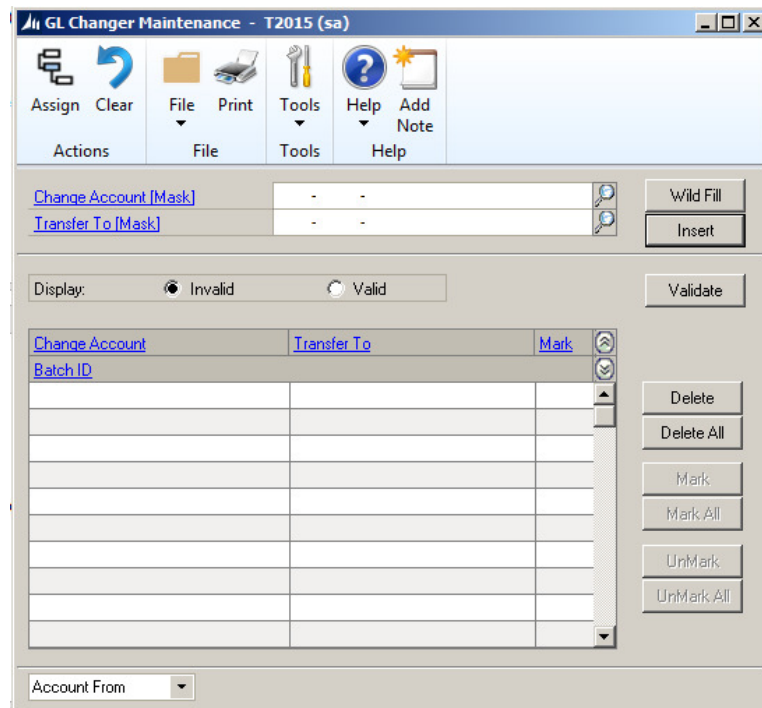 GL Changer Maintenance - T2015 (sa)
Assign Clear File Print Tools Help Add Note
Actions File Tools Help
Change Account [Mask] - - Wild Fill
Transfer To [Mask] - - Insert
Display: Invalid Valid Validate
Change Account Transfer To Mark
Batch ID
Delete
Delete All
Mark
Mark All
UnMark
UnMark All
Account From